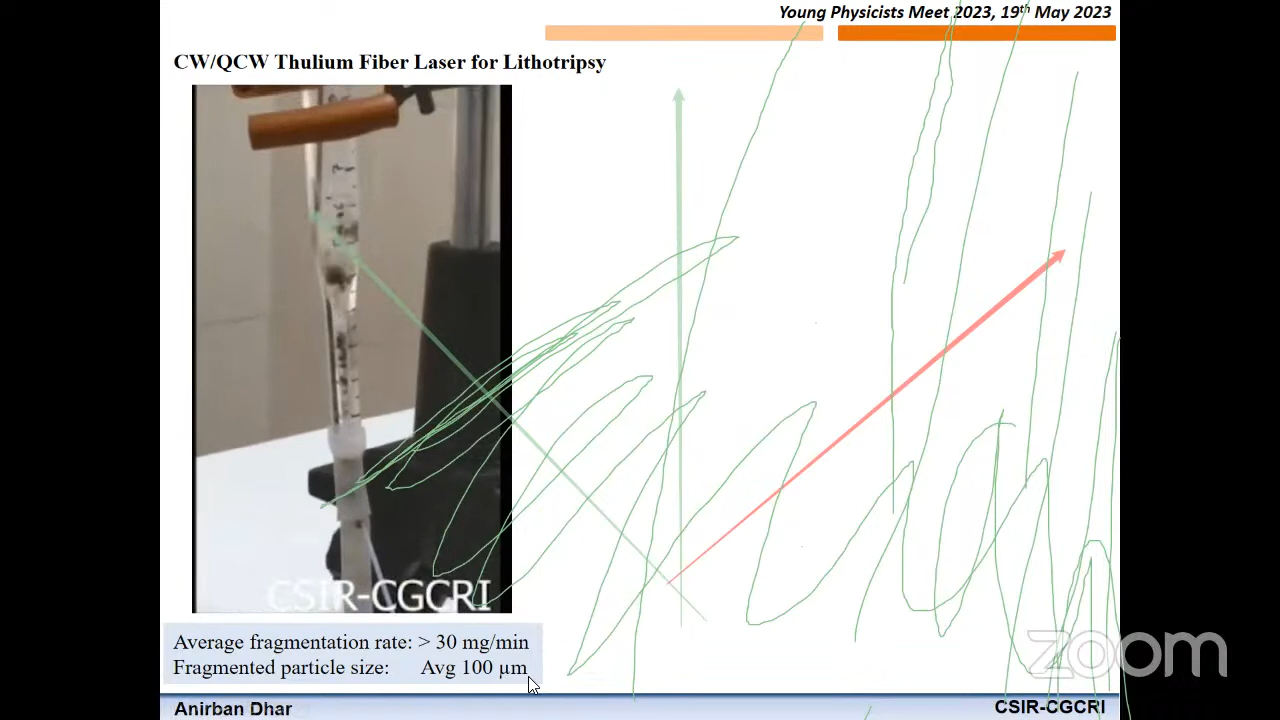 Young Physicists Meet 2023, 19th May 2023
CW/QCW Thulium Fiber Laser for Lithotripsy
CSIR-CGCRI
Average fragmentation rate: > 30 mg/min
Fragmented particle size: Avg 100 µm
zoom
Anirban Dhar
CSIR-CGCRI